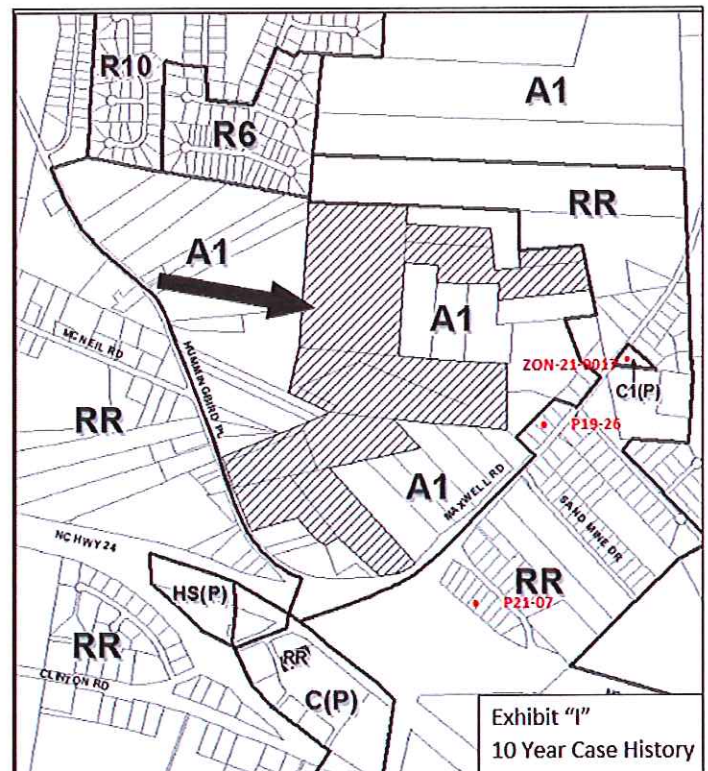 R10
A1
R6
RR
A1
A1
MCNEIL RD
HUMMINGBIRD PL
ZON-21-0017
C1(P)
RR
P19-26
A1
MAXWELL RD
SAND MINE DR
NC HWY 24
HS(P)
RR
P21-07
RR
RR
CLINTON RD
C(P)
Exhibit "I"
10 Year Case History